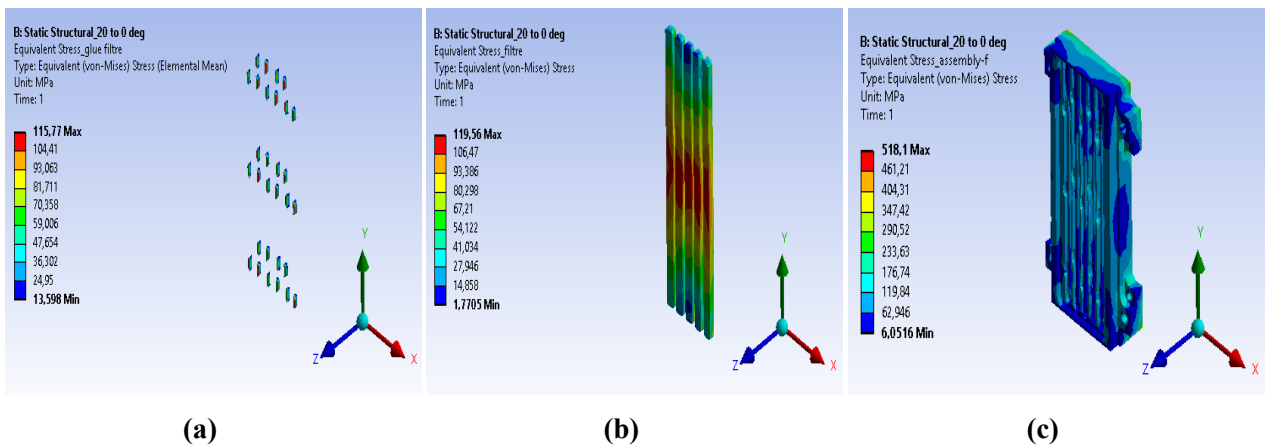 B: Static Structural_20 to 0 deg
Equivalent Stress_glue filtre
Type: Equivalent (von-Mises) Stress (Elemental Mean)
Unit: MPa
Time: 1
115,77 Max
104,41
93,063
81,711
70,358
59,006
47,654
36,302
24,95
13,598 Min
Y
Z
X
(a)
B: Static Structural_20 to 0 deg
Equivalent Stress_filtre
Type: Equivalent (von-Mises) Stress
Unit: MPa
Time: 1
119,56 Max
106,47
93,386
80,298
67,21
54,122
41,034
27,946
14,858
1,7705 Min
Y
Z
X
(b)
B: Static Structural_20 to 0 deg
Equivalent Stress_assembly-f
Type: Equivalent (von-Mises) Stress
Unit: MPa
Time: 1
518,1 Max
461,21
404,31
347,42
290,52
233,63
176,74
119,84
62,946
6,0516 Min
Y
Z
X
(c)